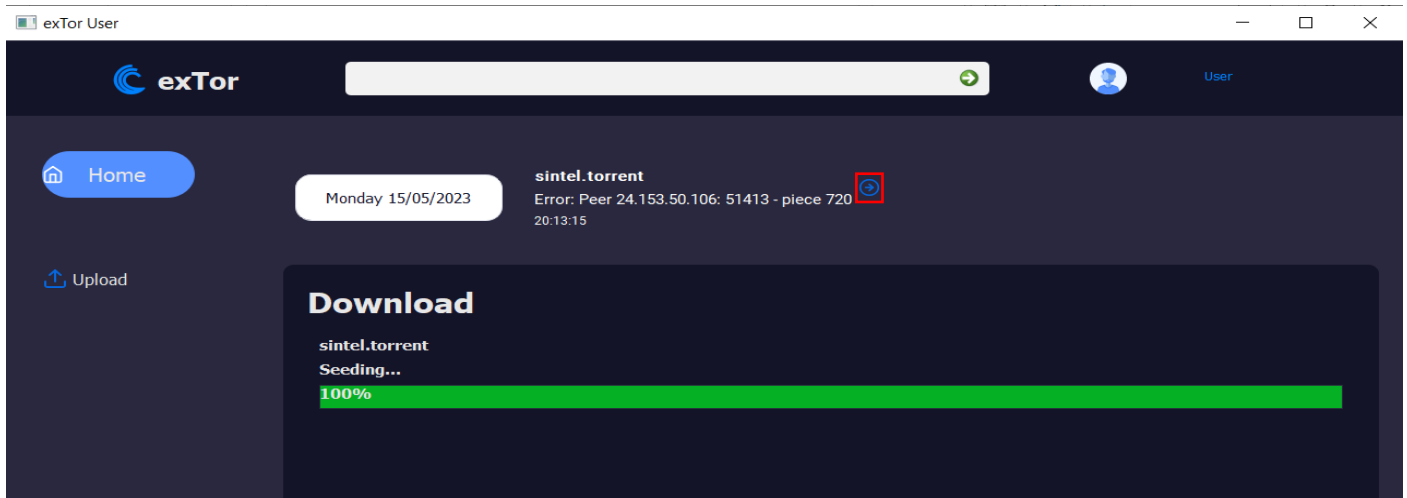 exTor User
exTor
User
Home
Monday 15/05/2023
sintel.torrent
Error: Peer 24.153.50.106: 51413 - piece 720
20:13:15
Upload
Download
sintel.torrent
Seeding...
100%